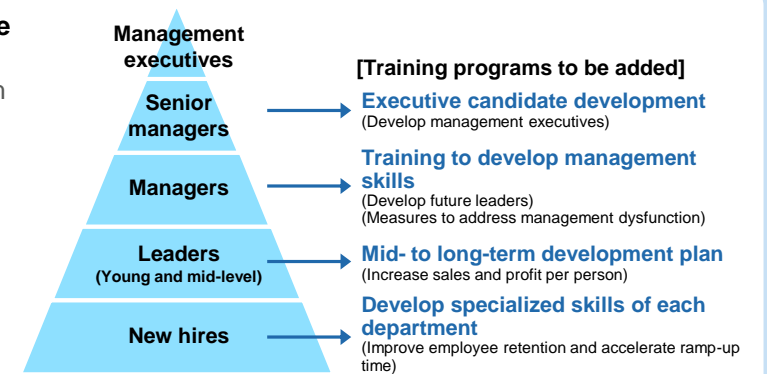 e
n
Management
executives
[Training programs to be added]
Senior
managers
Executive candidate development
(Develop management executives)
Managers
Training to develop management
skills
(Develop future leaders)
(Measures to address management dysfunction)
Leaders
(Young and mid-level)
Mid- to long-term development plan
(Increase sales and profit per person)
New hires
Develop specialized skills of each
department
(Improve employee retention and accelerate ramp-up
time)